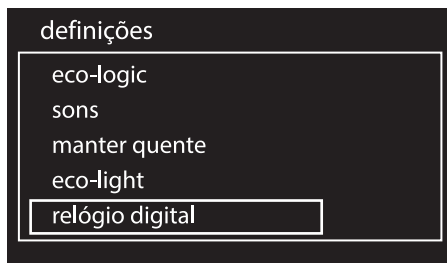 definições
eco-logic
sons
manter quente
eco-light
relógio digital